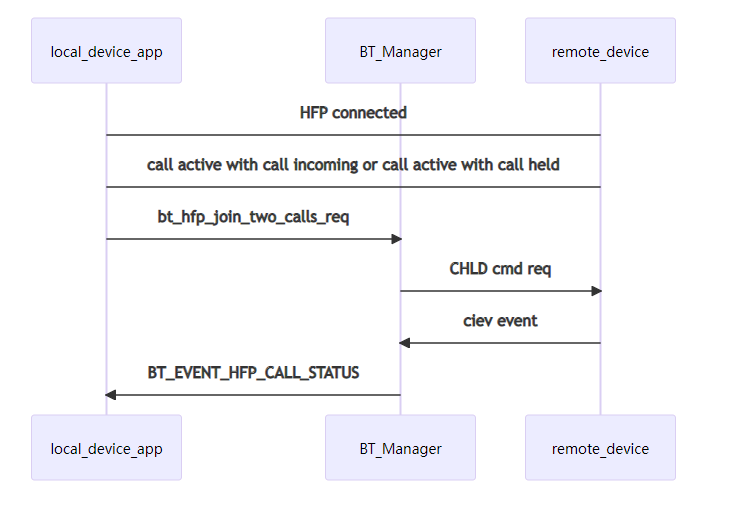 local_device_app
BT_Manager
remote_device
HFP connected
call active with call incoming or call active with call held
bt_hfp_join_two_calls_req
CHLD cmd req
ciev event
BT_EVENT_HFP_CALL_STATUS
local_device_app
BT_Manager
remote_device